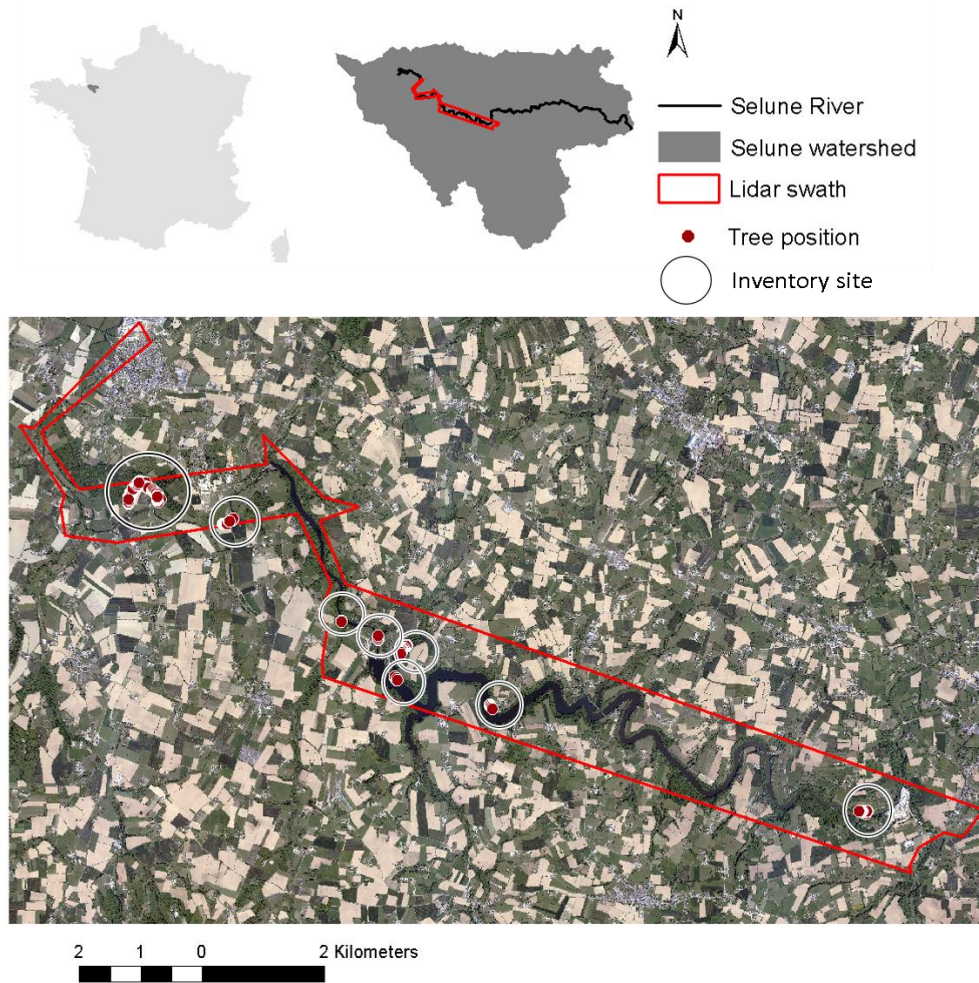 N
Selune River
Selune watershed
Lidar swath
Tree position
Inventory site
2 1 0 2 Kilometers